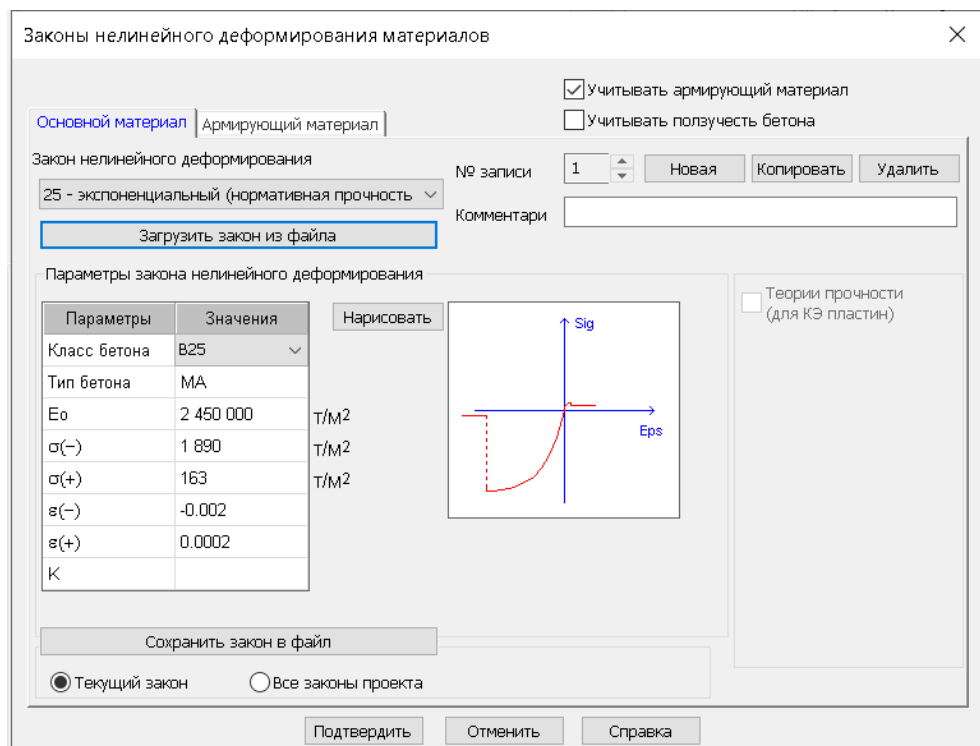 Законы нелинейного деформирования материалов
Учитывать армирующий материал
Учитывать ползучесть бетона
Основной материал Армирующий материал
Закон нелинейного деформирования
25 - экспоненциальный (нормативная прочность
Загрузить закон из файла
№ записи 1 Новая Копировать Удалить
Комментари
Параметры закона нелинейного деформирования
Параметры Значения
Класс бетона B25
Тип бетона МА
Eo 2 450 000 т/м2
σ(−) 1 890 т/м2
σ(+) 163 т/м2
ε(−) -0.002
ε(+) 0.0002
K
Нарисовать
Sig
Eps
Теории прочности
(для КЭ пластин)
Сохранить закон в файл
Текущий закон Все законы проекта
Подтвердить Отменить Справка